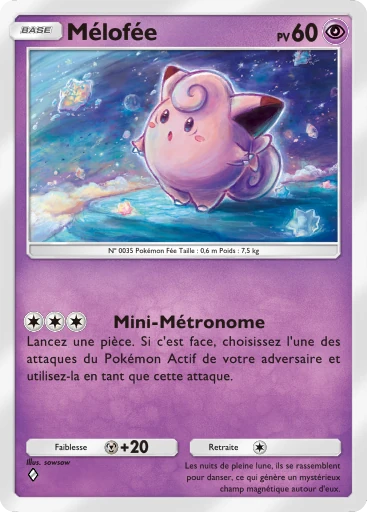 BASE Mélofée PV 60
N° 0035 Pokémon Fée Taille : 0,6 m Poids : 7,5 kg
Mini-Métronome
Lancez une pièce. Si c'est face, choisissez l'une des
attaques du Pokémon Actif de votre adversaire et
utilisez-la en tant que cette attaque.
Faiblesse +20 Retraite
Illus. sowsow
Les nuits de pleine lune, ils se rassemblent
pour danser, ce qui génère un mystérieux
champ magnétique autour d'eux.